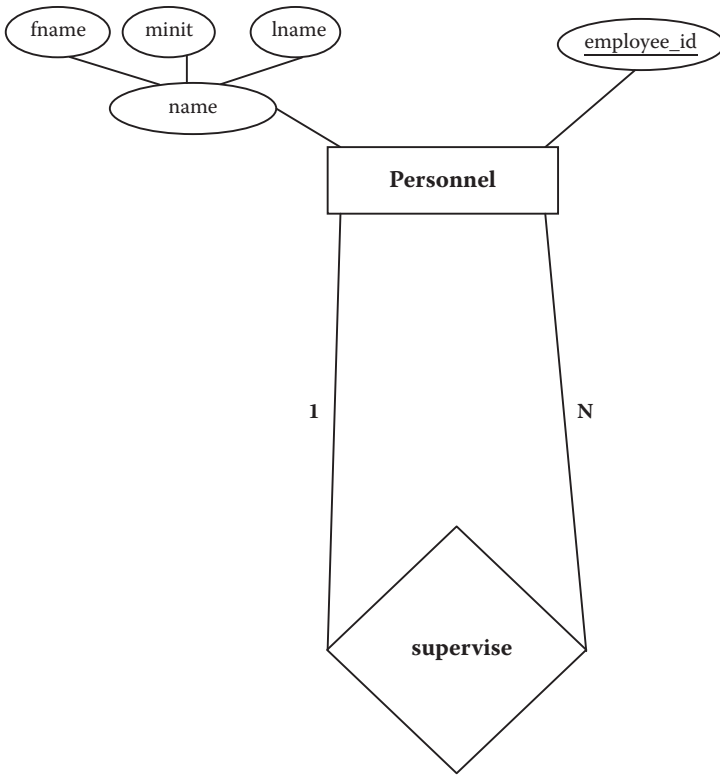 fname
minit
lname
employee_id
name
Personnel
1
N
supervise